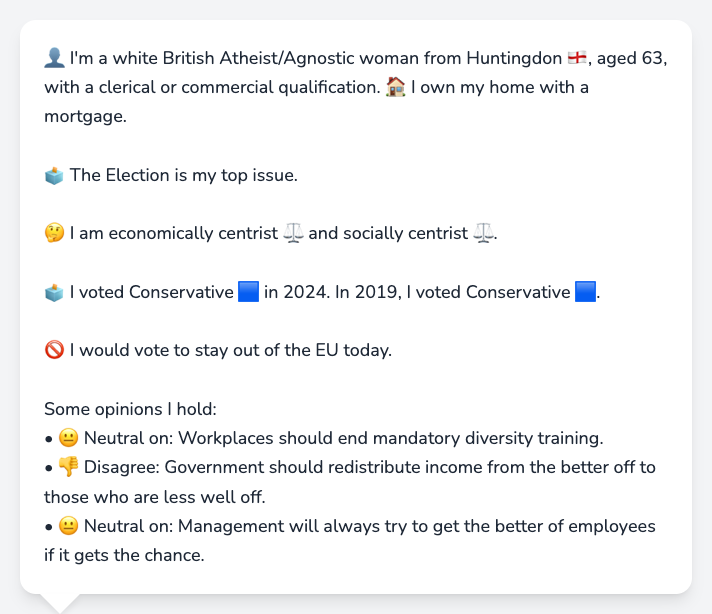 👤 I'm a white British Atheist/Agnostic woman from Huntingdon 🏴󠁧󠁢󠁥󠁮󠁧󠁿, aged 63,
with a clerical or commercial qualification. 🏠 I own my home with a
mortgage.
🗳️ The Election is my top issue.
🤔 I am economically centrist ⚖️ and socially centrist ⚖️.
🗳️ I voted Conservative 🟦 in 2024. In 2019, I voted Conservative 🟦.
🚫 I would vote to stay out of the EU today.
Some opinions I hold:
• 😐 Neutral on: Workplaces should end mandatory diversity training.
• 👎 Disagree: Government should redistribute income from the better off to
those who are less well off.
• 😐 Neutral on: Management will always try to get the better of employees
if it gets the chance.